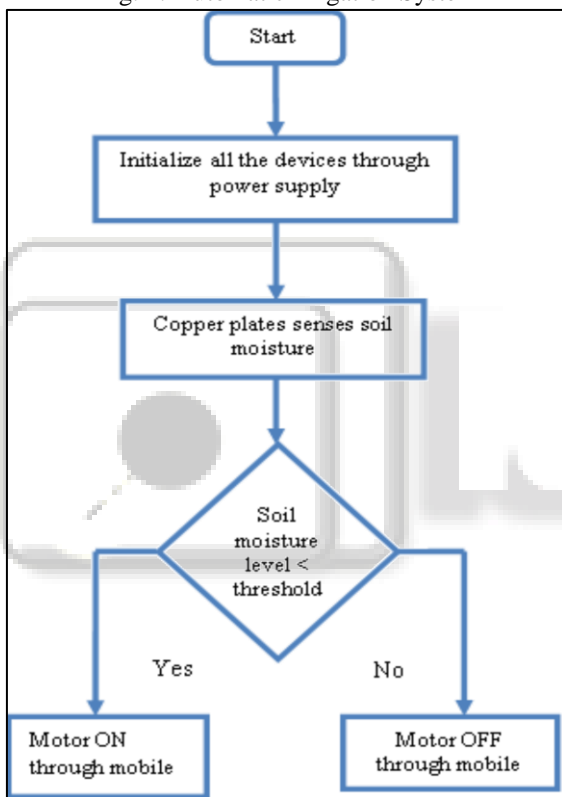 Start
Initialize all the devices through
power supply
Copper plates senses soil
moisture
Soil
moisture
level <
threshold
Yes
No
Motor ON
through mobile
Motor OFF
through mobile